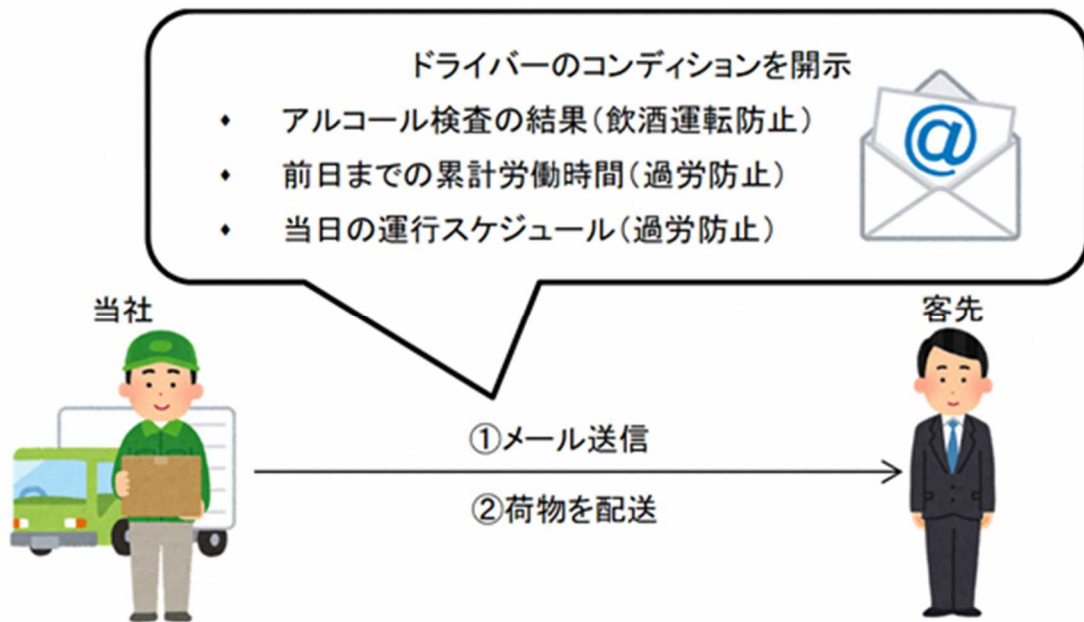 ドライバーのコンディションを開示
⬩ アルコール検査の結果(飲酒運転防止)
⬩ 前日までの累計労働時間(過労防止)
⬩ 当日の運行スケジュール(過労防止)
@
当社
客先
①メール送信
②荷物を配送